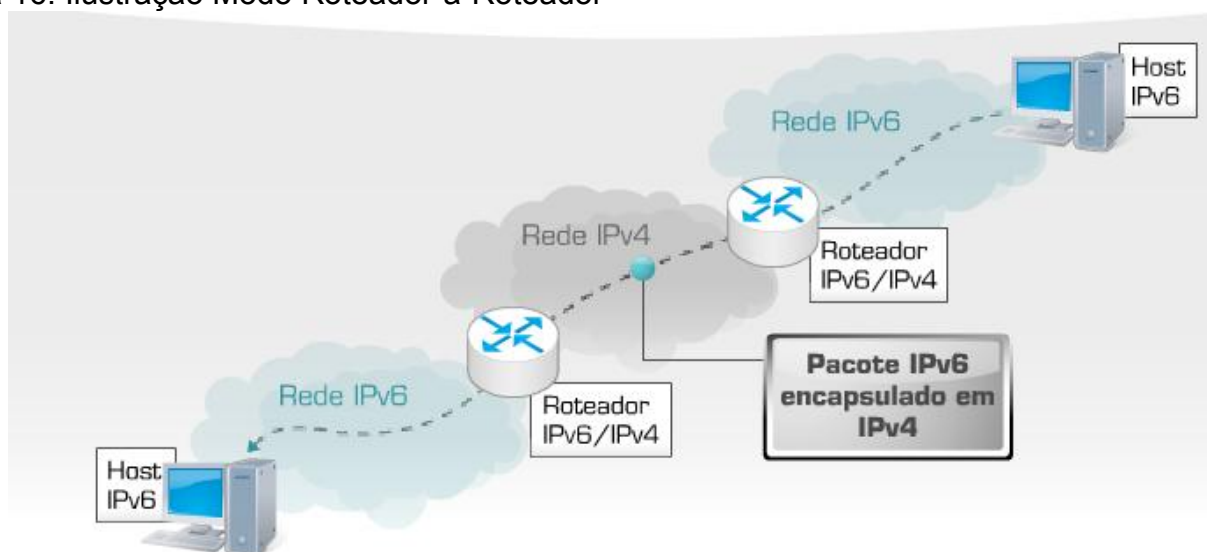 16: Ilustração Modo Roteador-a-Roteador
Host
IPv6
Rede IPv6
Rede IPv4
Roteador
IPv6/IPv4
Pacote IPv6
encapsulado em
IPv4
Rede IPv6
Roteador
IPv6/IPv4
Host
IPv6